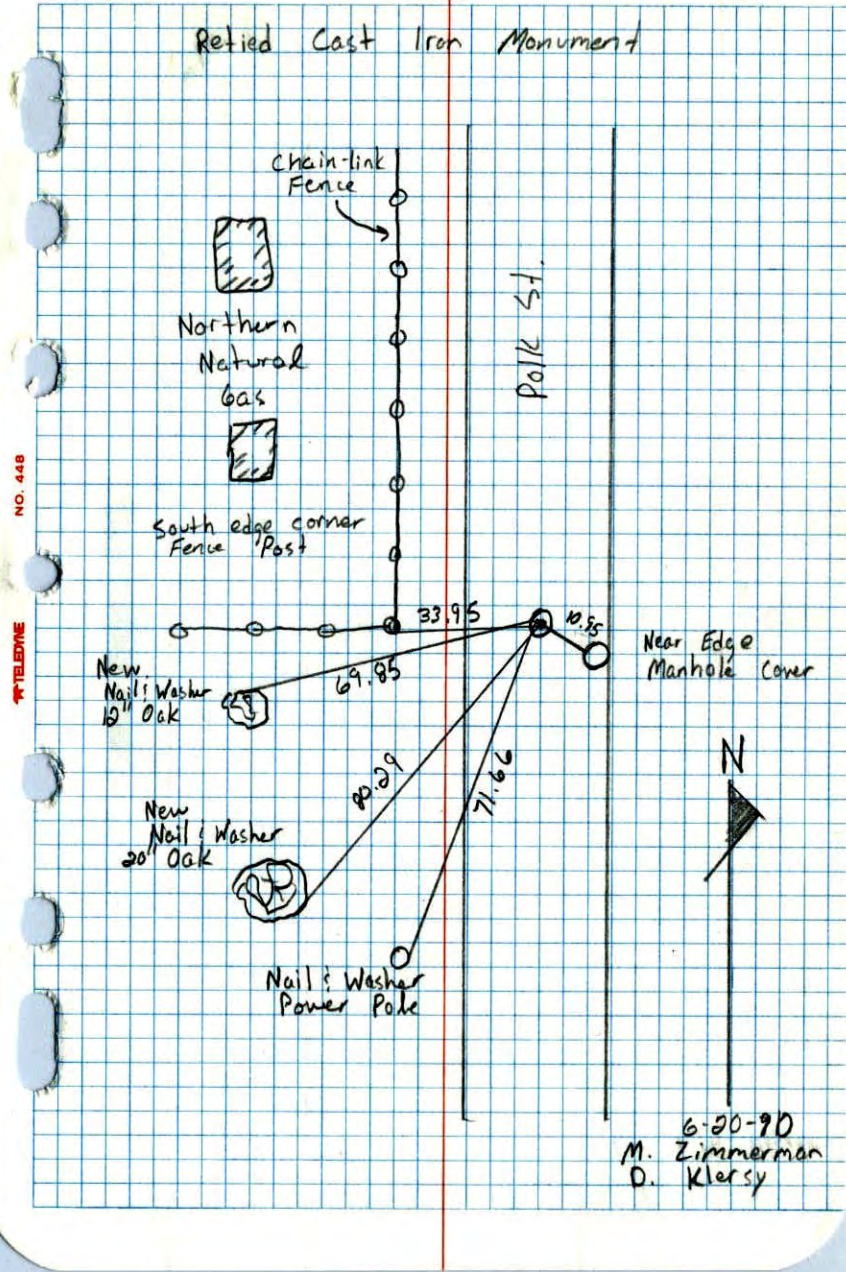 Retied Cast Iron Monument
Chain-link
Fence
Northern
Natural
Gas
Polk St.
South edge corner
Fence Post
33.95
10.95
Near Edge
Manhole Cover
69.85
New
Nail & Washer
12" Oak
80.29
71.66
New
Nail & Washer
20" Oak
Nail & Washer
Power Pole
N
6-20-90
M. Zimmerman
D. Klersy
NO. 448
TELEDYNE